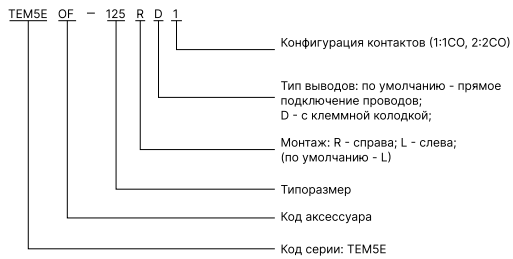 TEM5E OF – 125 R D 1
Конфигурация контактов (1:1CO, 2:2CO)
Тип выводов: по умолчанию - прямое
подключение проводов;
D - с клеммной колодкой;
Монтаж: R - справа; L - слева;
(по умолчанию - L)
Типоразмер
Код аксессуара
Код серии: TEM5E